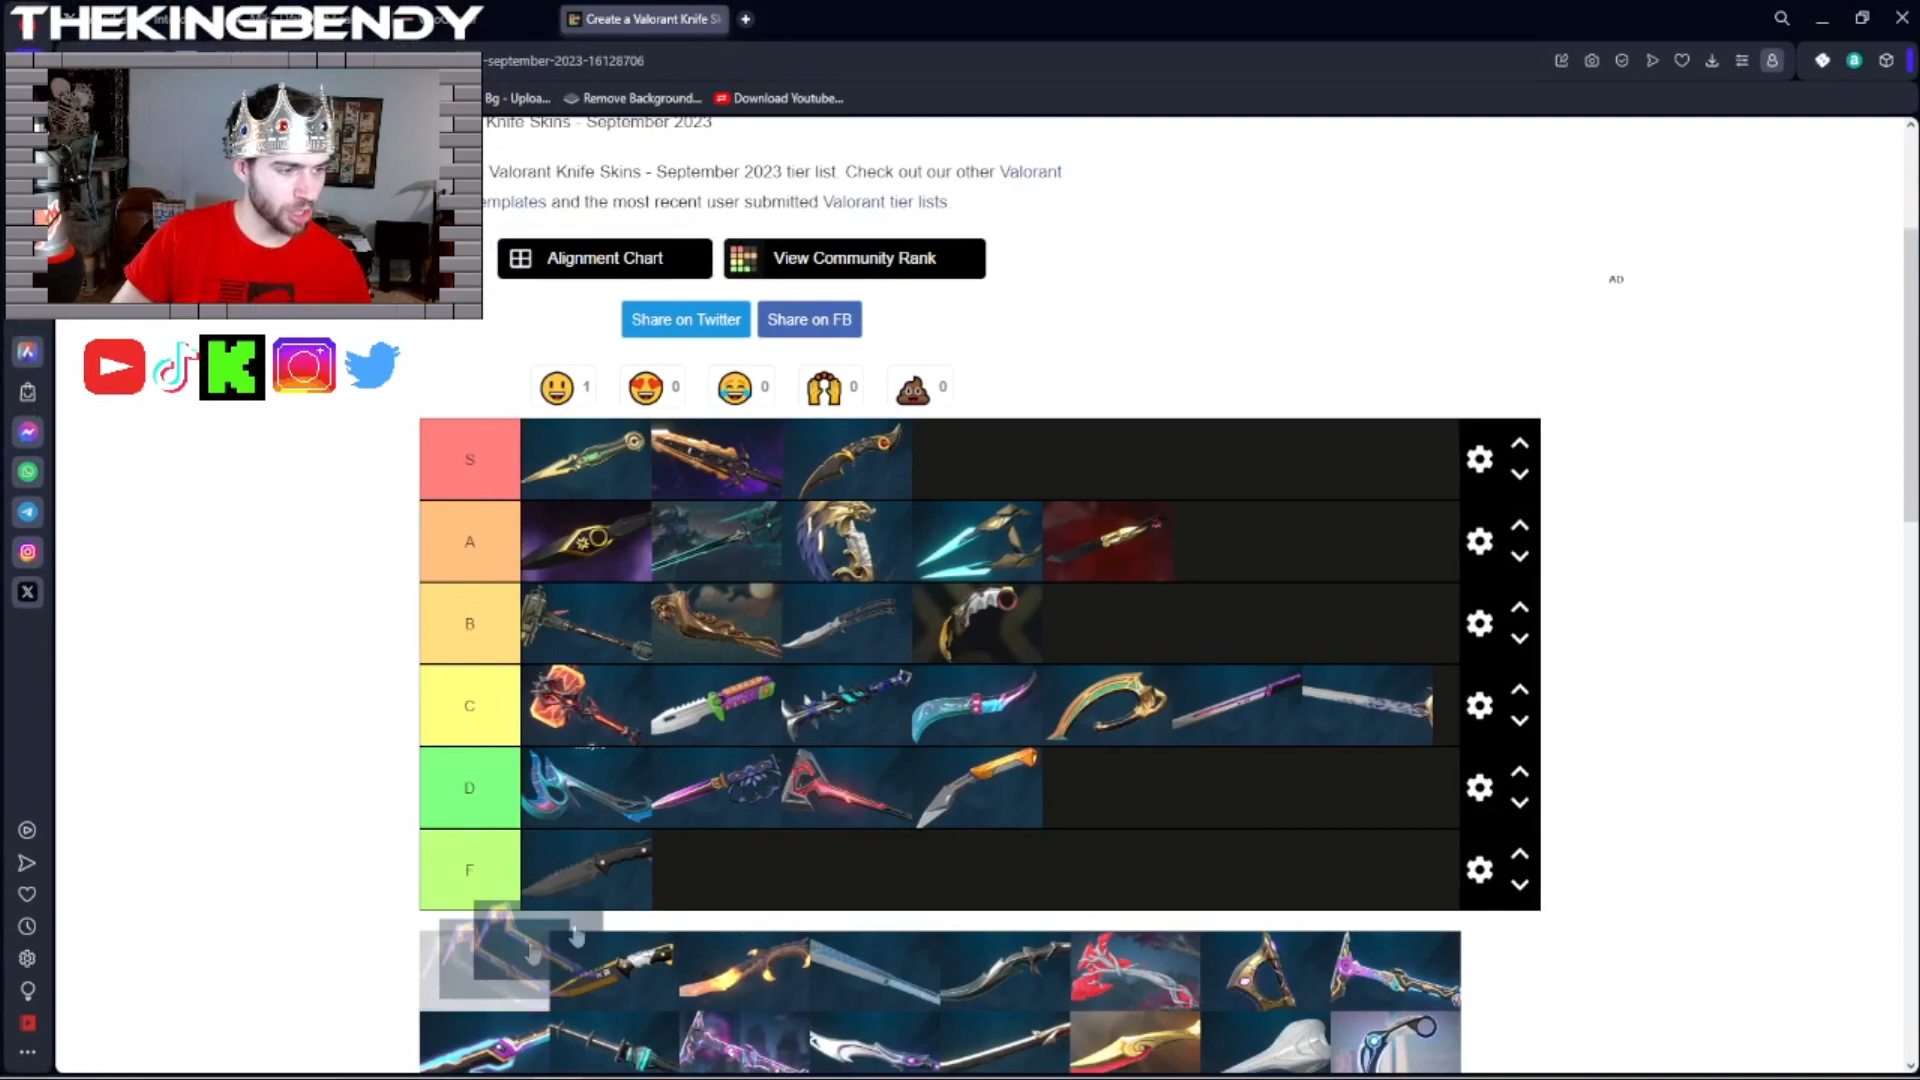 THEKINGBENDY
Create a Valorant Knife S
-september-2023-16128706
Bg - Uploa...
Remove Background...
Download Youtube...
Knife Skins - September 2023
Valorant Knife Skins - September 2023 tier list. Check out our other Valorant
emplates and the most recent user submitted Valorant tier lists.
Alignment Chart
View Community Rank
AD
Share on Twitter
Share on FB
1
0
0
0
0
S
A
B
C
D
F